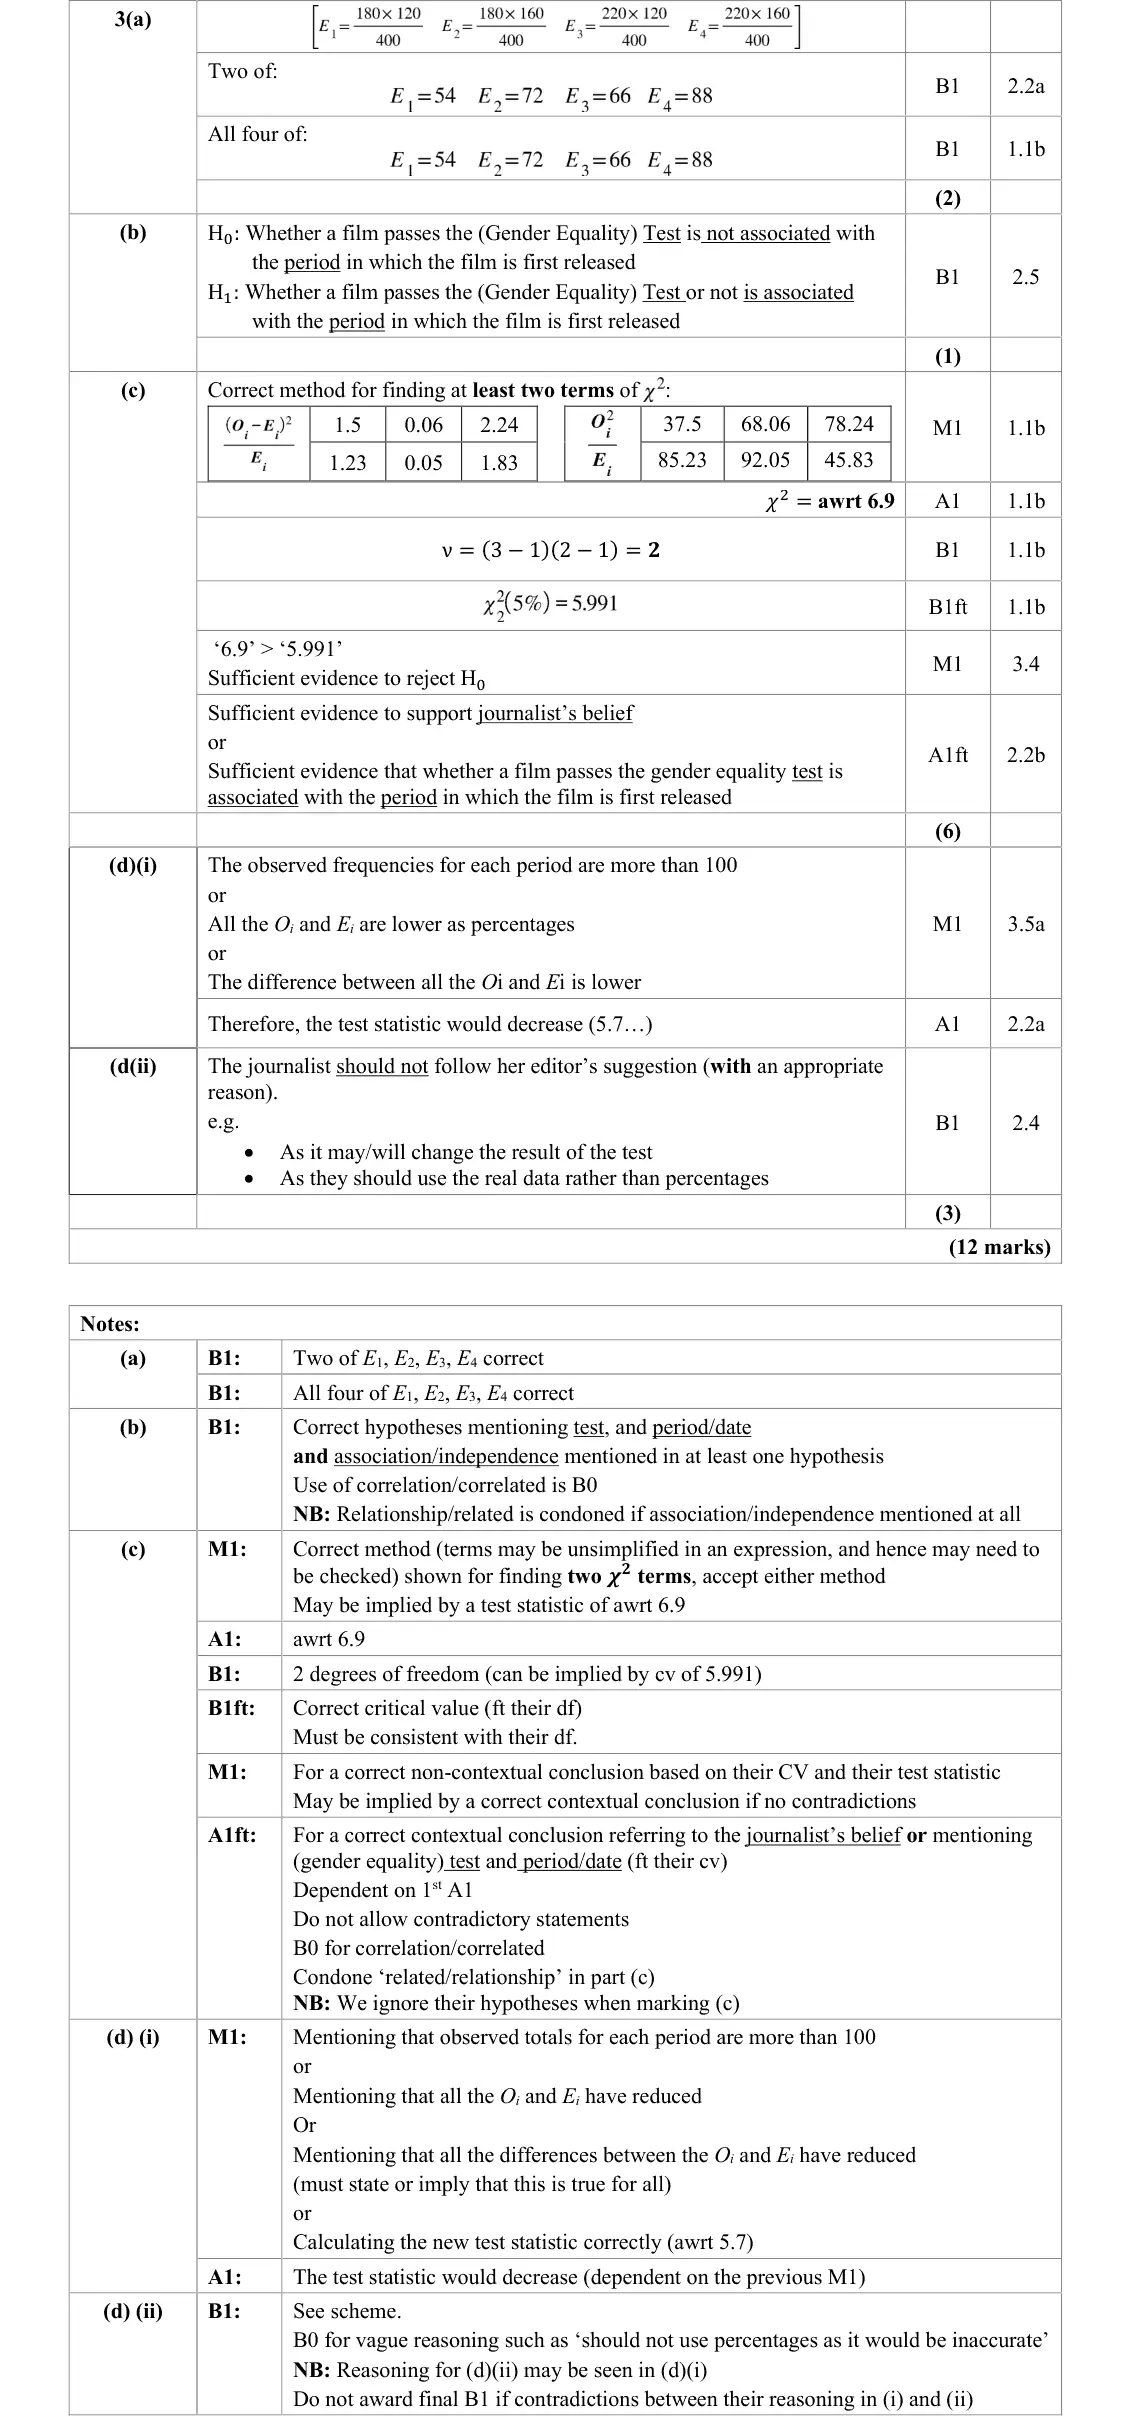 3(a)
[E₁ = 180 × 120 / 400 E₂ = 180 × 160 / 400 E₃ = 220 × 120 / 400 E₄ = 220 × 160 / 400]
Two of:
E₁ = 54 E₂ = 72 E₃ = 66 E₄ = 88
B1 2.2a
All four of:
E₁ = 54 E₂ = 72 E₃ = 66 E₄ = 88
B1 1.1b
(2)
(b)
H₀: Whether a film passes the (Gender Equality) Test is not associated with
the period in which the film is first released
H₁: Whether a film passes the (Gender Equality) Test or not is associated
with the period in which the film is first released
B1 2.5
(1)
(c)
Correct method for finding at least two terms of χ²:
(Oᵢ – Eᵢ)² / Eᵢ 1.5 0.06 2.24
1.23 0.05 1.83
Oᵢ² / Eᵢ 37.5 68.06 78.24
85.23 92.05 45.83
M1 1.1b
χ² = awrt 6.9 A1 1.1b
ν = (3 − 1)(2 − 1) = 2 B1 1.1b
χ²₂(5%) = 5.991 B1ft 1.1b
‘6.9’ > ‘5.991’
Sufficient evidence to reject H₀
M1 3.4
Sufficient evidence to support journalist’s belief
or
Sufficient evidence that whether a film passes the gender equality test is
associated with the period in which the film is first released
A1ft 2.2b
(6)
(d)(i)
The observed frequencies for each period are more than 100
or
All the Oᵢ and Eᵢ are lower as percentages
or
The difference between all the Oi and Ei is lower
M1 3.5a
Therefore, the test statistic would decrease (5.7…) A1 2.2a
(d(ii)
The journalist should not follow her editor’s suggestion (with an appropriate
reason).
e.g.
• As it may/will change the result of the test
• As they should use the real data rather than percentages
B1 2.4
(3)
(12 marks)
Notes:
(a) B1: Two of E₁, E₂, E₃, E₄ correct
B1: All four of E₁, E₂, E₃, E₄ correct
(b) B1: Correct hypotheses mentioning test, and period/date
and association/independence mentioned in at least one hypothesis
Use of correlation/correlated is B0
NB: Relationship/related is condoned if association/independence mentioned at all
(c) M1: Correct method (terms may be unsimplified in an expression, and hence may need to
be checked) shown for finding two χ² terms, accept either method
May be implied by a test statistic of awrt 6.9
A1: awrt 6.9
B1: 2 degrees of freedom (can be implied by cv of 5.991)
B1ft: Correct critical value (ft their df)
Must be consistent with their df.
M1: For a correct non-contextual conclusion based on their CV and their test statistic
May be implied by a correct contextual conclusion if no contradictions
A1ft: For a correct contextual conclusion referring to the journalist’s belief or mentioning
(gender equality) test and period/date (ft their cv)
Dependent on 1st A1
Do not allow contradictory statements
B0 for correlation/correlated
Condone ‘related/relationship’ in part (c)
NB: We ignore their hypotheses when marking (c)
(d) (i) M1: Mentioning that observed totals for each period are more than 100
or
Mentioning that all the Oᵢ and Eᵢ have reduced
Or
Mentioning that all the differences between the Oᵢ and Eᵢ have reduced
(must state or imply that this is true for all)
or
Calculating the new test statistic correctly (awrt 5.7)
A1: The test statistic would decrease (dependent on the previous M1)
(d) (ii) B1: See scheme.
B0 for vague reasoning such as ‘should not use percentages as it would be inaccurate’
NB: Reasoning for (d)(ii) may be seen in (d)(i)
Do not award final B1 if contradictions between their reasoning in (i) and (ii)